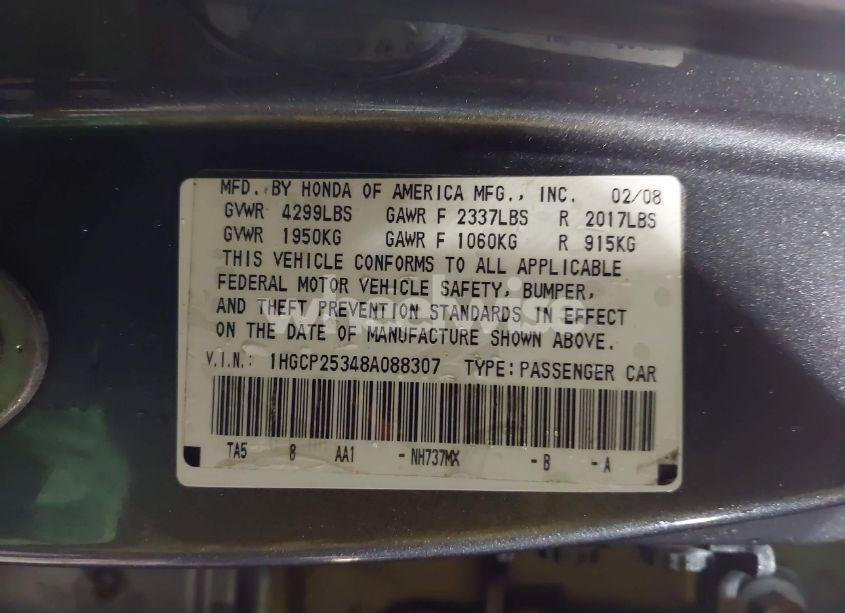 MFD. BY HONDA OF AMERICA MFG., INC. 02/08
GVWR 4299LBS GAWR F 2337LBS R 2017LBS
GVWR 1950KG GAWR F 1060KG R 915KG
THIS VEHICLE CONFORMS TO ALL APPLICABLE
FEDERAL MOTOR VEHICLE SAFETY, BUMPER,
AND THEFT PREVENTION STANDARDS IN EFFECT
ON THE DATE OF MANUFACTURE SHOWN ABOVE.
V.I.N.: 1HGCP25348A088307 TYPE: PASSENGER CAR
TA5 8 AA1 - NH737MX - B - A
wheelwise